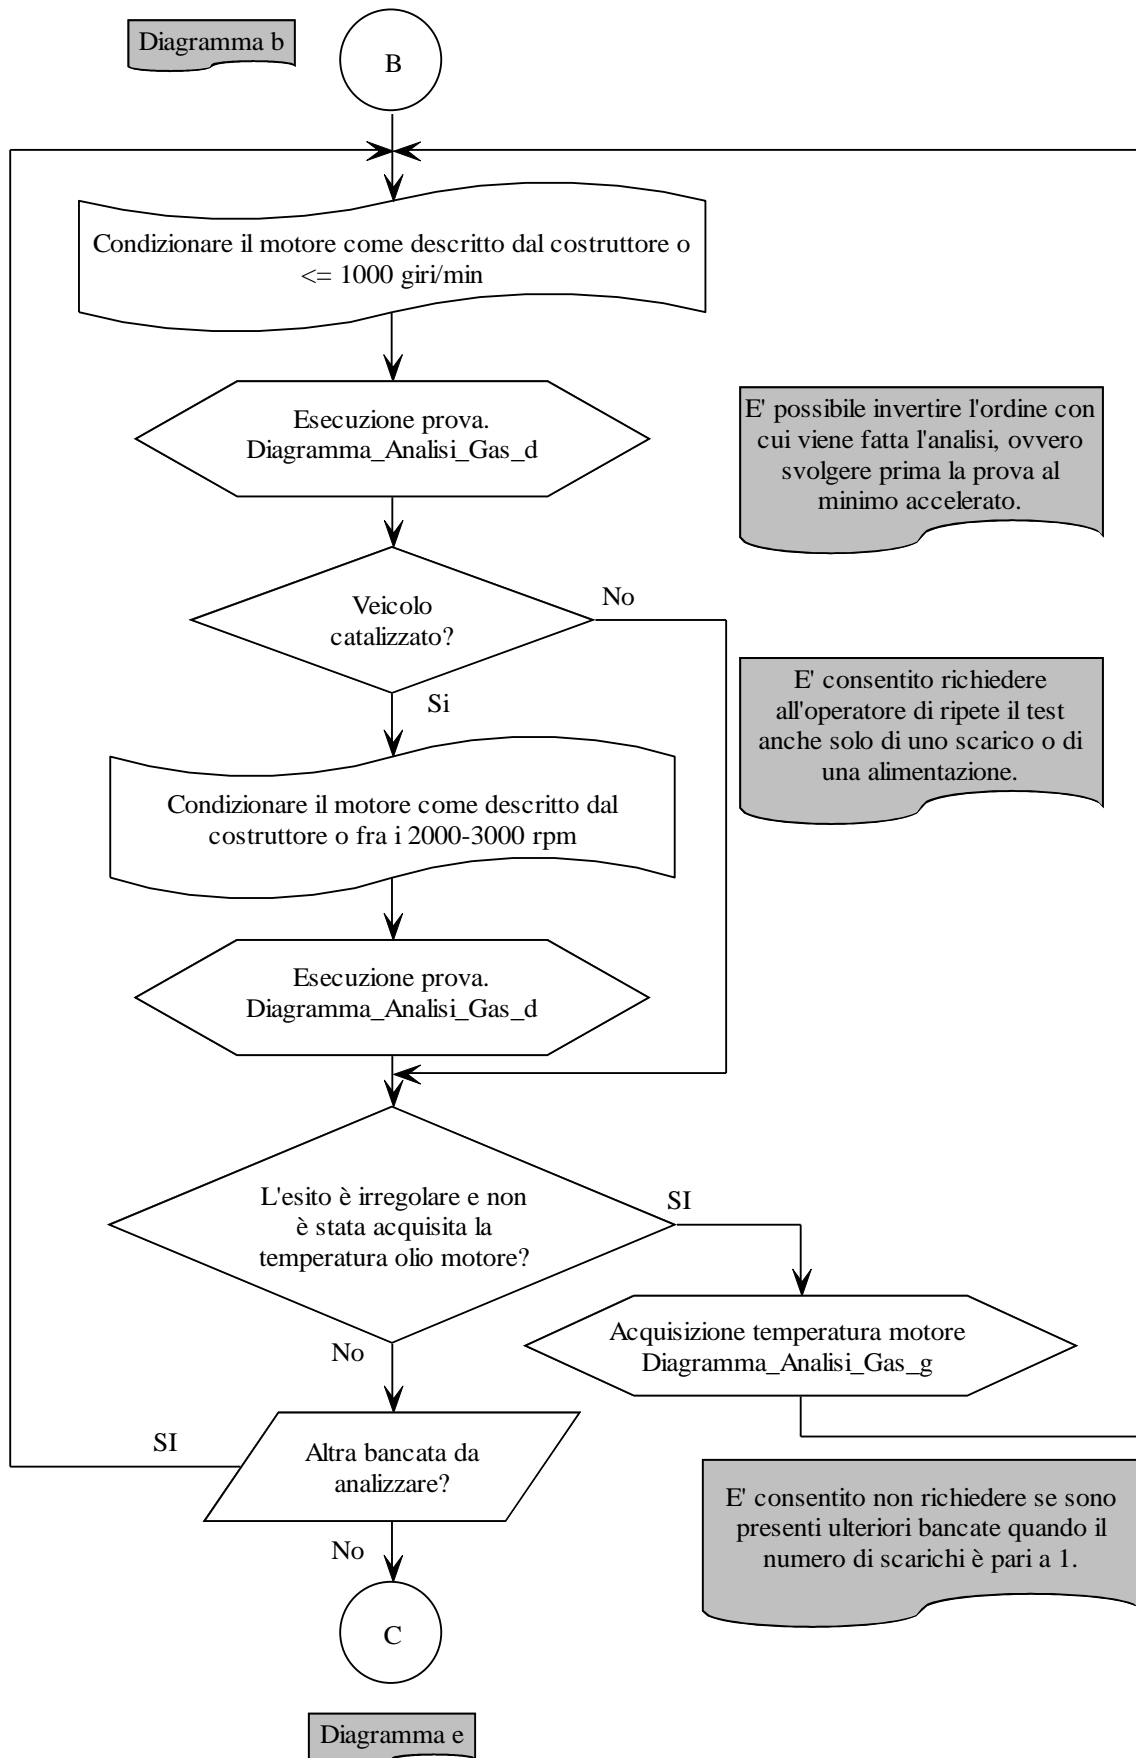 Diagramma b
B
Condizionare il motore come descritto dal costruttore o
<= 1000 giri/min
Esecuzione prova.
Diagramma_Analisi_Gas_d
E' possibile invertire l'ordine con
cui viene fatta l'analisi, ovvero
svolgere prima la prova al
minimo accelerato.
Veicolo
catalizzato?
No
Si
E' consentito richiedere
all'operatore di ripete il test
anche solo di uno scarico o di
una alimentazione.
Condizionare il motore come descritto dal
costruttore o fra i 2000-3000 rpm
Esecuzione prova.
Diagramma_Analisi_Gas_d
L'esito è irregolare e non
è stata acquisita la
temperatura olio motore?
SI
No
Acquisizione temperatura motore
Diagramma_Analisi_Gas_g
Altra bancata da
analizzare?
SI
No
E' consentito non richiedere se sono
presenti ulteriori bancate quando il
numero di scarichi è pari a 1.
C
Diagramma e